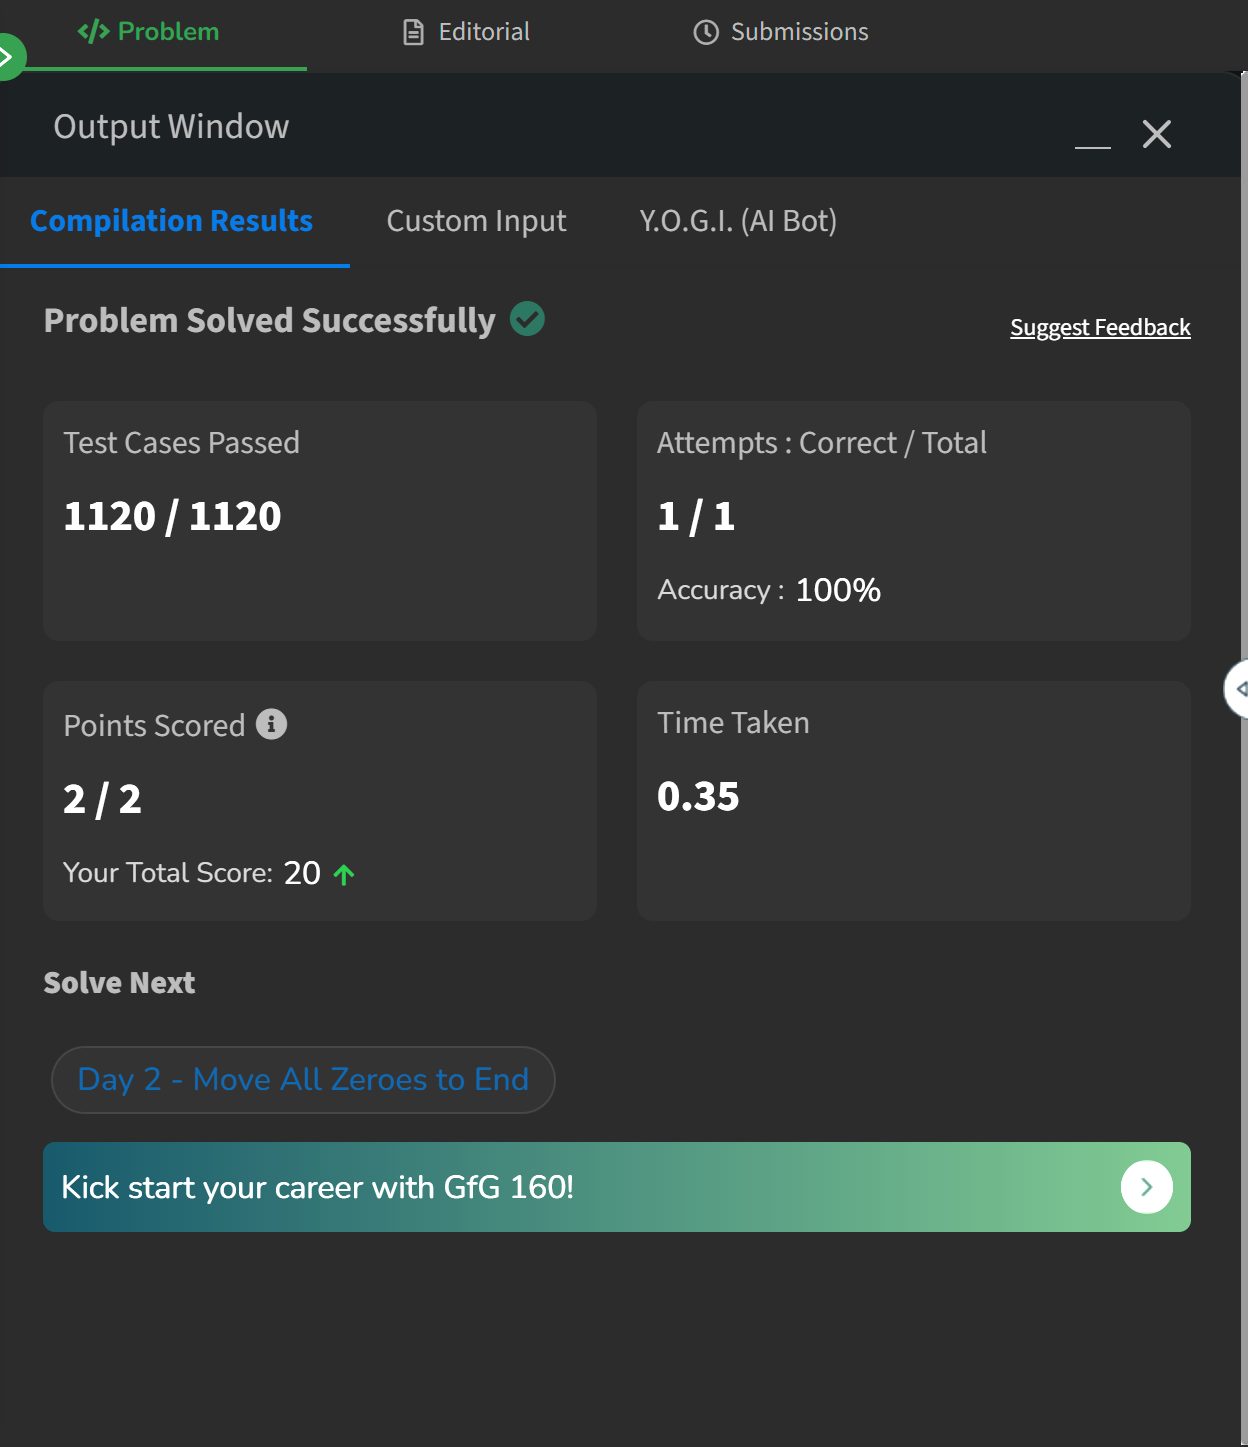 </> Problem Editorial Submissions
Output Window
Compilation Results Custom Input Y.O.G.I. (AI Bot)
Problem Solved Successfully
Suggest Feedback
Test Cases Passed
1120 / 1120
Attempts : Correct / Total
1 / 1
Accuracy : 100%
Points Scored
2 / 2
Your Total Score: 20
Time Taken
0.35
Solve Next
Day 2 - Move All Zeroes to End
Kick start your career with GfG 160!